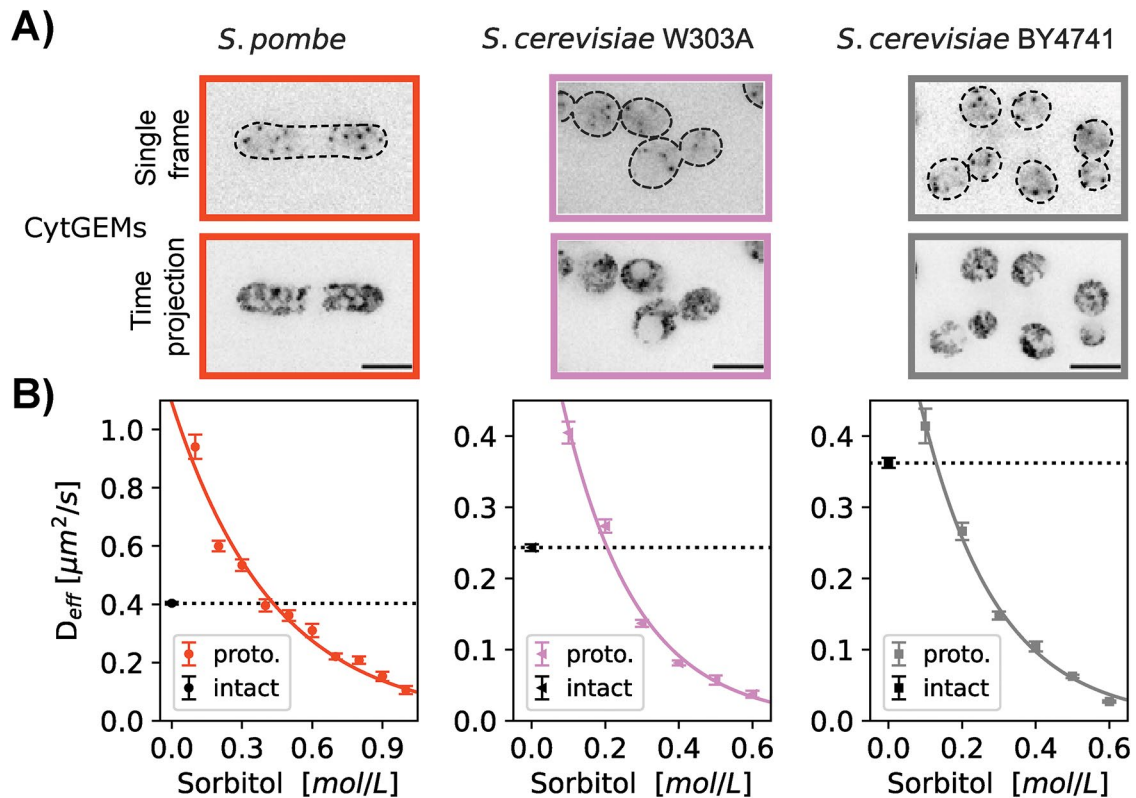 A)
S. pombe
S. cerevisiae W303A
S. cerevisiae BY4741
Single
frame
CytGEMs
Time
projection
B)
D_eff [μm²/s]
1.0
0.8
0.6
0.4
0.2
0.0
proto.
intact
0.0 0.3 0.6 0.9
Sorbitol [mol/L]
0.4
0.3
0.2
0.1
0.0
proto.
intact
0.0 0.2 0.4 0.6
Sorbitol [mol/L]
0.4
0.3
0.2
0.1
0.0
proto.
intact
0.0 0.2 0.4 0.6
Sorbitol [mol/L]